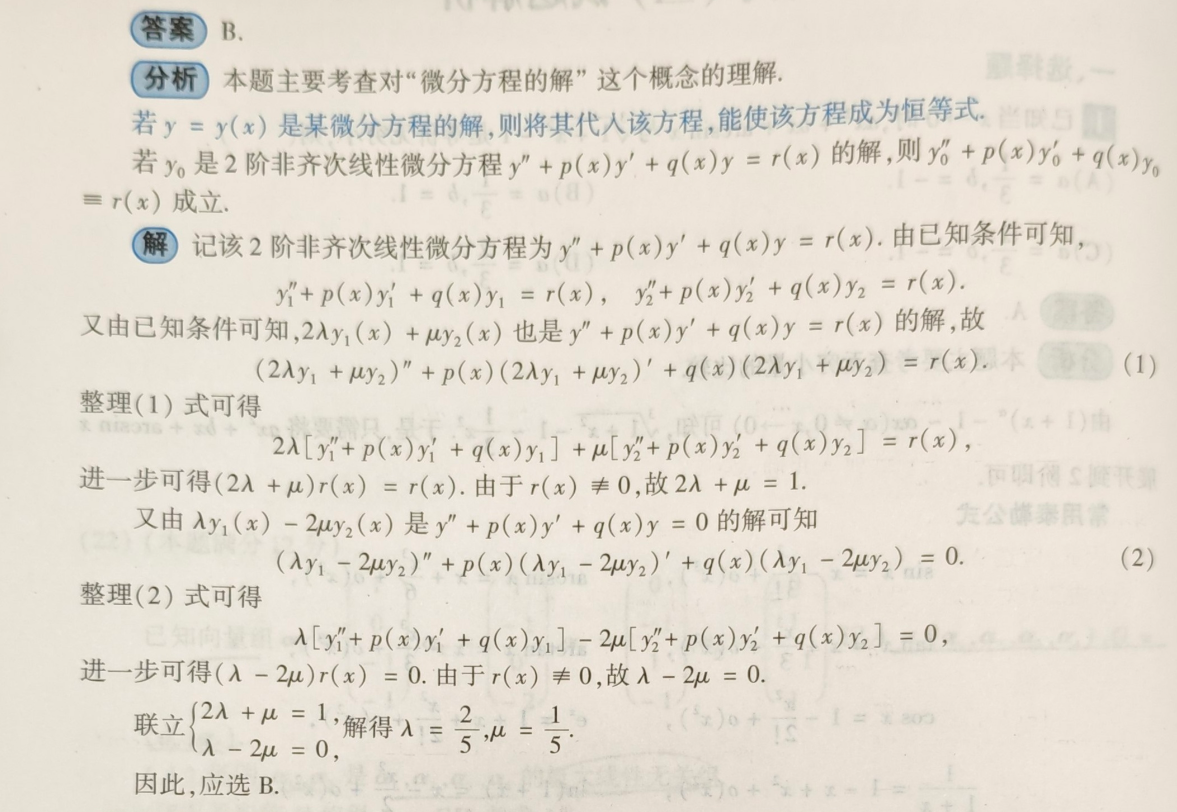 答案 B.
分析 本题主要考查对“微分方程的解”这个概念的理解.
若 y = y(x) 是某微分方程的解,则将其代入该方程,能使该方程成为恒等式.
若 y₀ 是 2 阶非齐次线性微分方程 y″ + p(x)y′ + q(x)y = r(x) 的解,则 y₀″ + p(x)y₀′ + q(x)y₀
≡ r(x) 成立.
解 记该 2 阶非齐次线性微分方程为 y″ + p(x)y′ + q(x)y = r(x). 由已知条件可知,
y₁″ + p(x)y₁′ + q(x)y₁ = r(x), y₂″ + p(x)y₂′ + q(x)y₂ = r(x).
又由已知条件可知,2λy₁(x) + μy₂(x) 也是 y″ + p(x)y′ + q(x)y = r(x) 的解,故
(2λy₁ + μy₂)″ + p(x)(2λy₁ + μy₂)′ + q(x)(2λy₁ + μy₂) = r(x). (1)
整理(1) 式可得
2λ[y₁″ + p(x)y₁′ + q(x)y₁] + μ[y₂″ + p(x)y₂′ + q(x)y₂] = r(x),
进一步可得(2λ + μ)r(x) = r(x). 由于 r(x) ≢ 0,故 2λ + μ = 1.
又由 λy₁(x) − 2μy₂(x) 是 y″ + p(x)y′ + q(x)y = 0 的解可知
(λy₁ − 2μy₂)″ + p(x)(λy₁ − 2μy₂)′ + q(x)(λy₁ − 2μy₂) = 0. (2)
整理(2) 式可得
λ[y₁″ + p(x)y₁′ + q(x)y₁] − 2μ[y₂″ + p(x)y₂′ + q(x)y₂] = 0,
进一步可得(λ − 2μ)r(x) = 0. 由于 r(x) ≢ 0,故 λ − 2μ = 0.
联立{2λ + μ = 1, λ − 2μ = 0, 解得 λ = 2/5, μ = 1/5.
因此,应选 B.